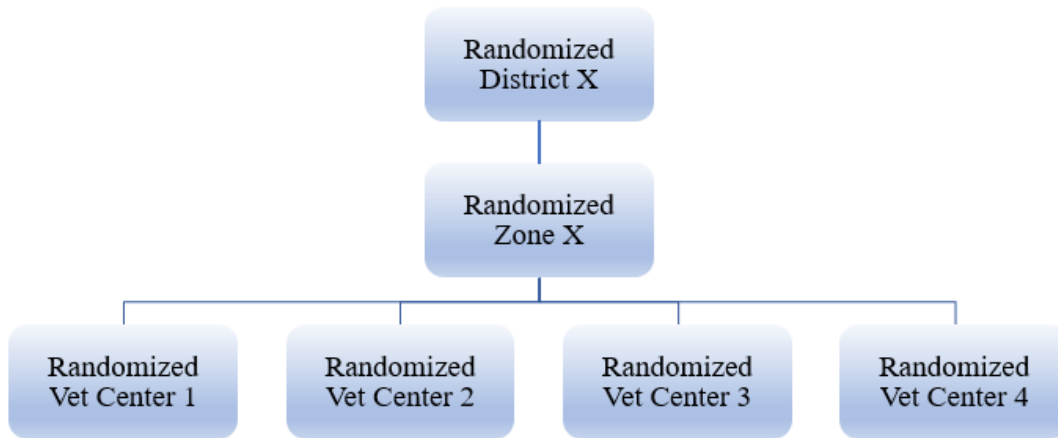 Randomized
District X
Randomized
Zone X
Randomized
Vet Center 1
Randomized
Vet Center 2
Randomized
Vet Center 3
Randomized
Vet Center 4